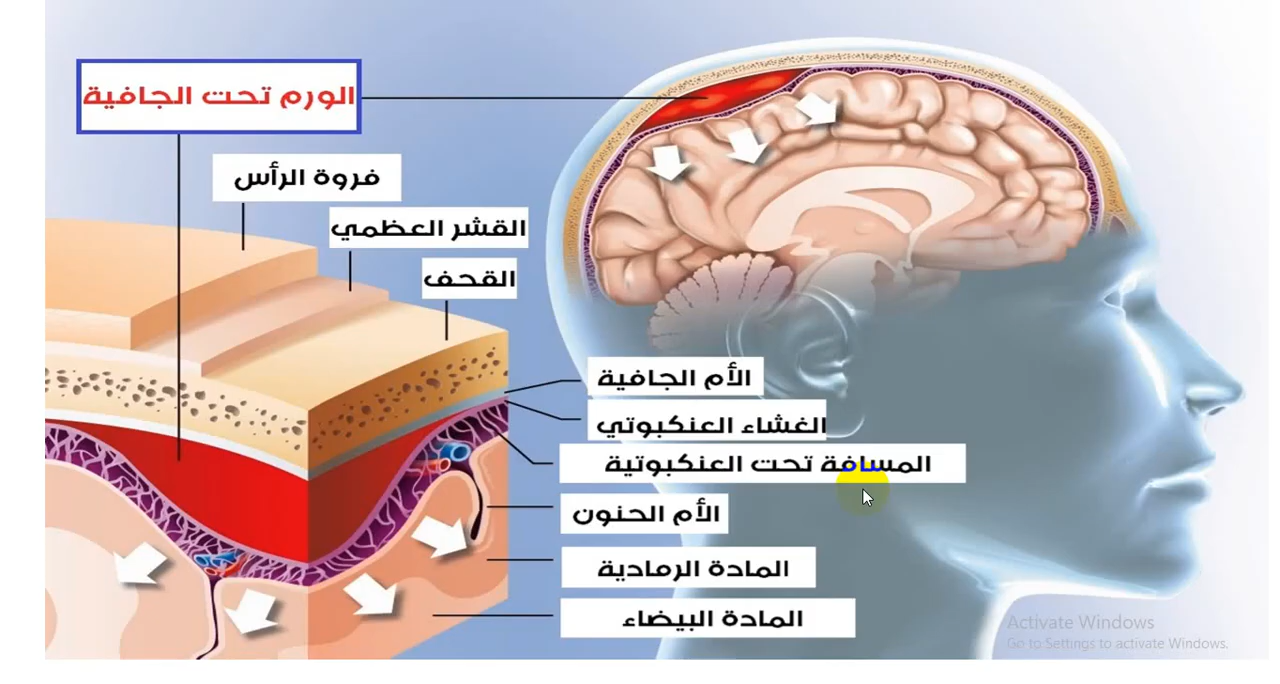 الورم تحت الجافية
فروة الرأس
القشر العظمي
القحف
الأم الجافية
الغشاء العنكبوتي
المسافة تحت العنكبوتية
الأم الحنون
المادة الرمادية
المادة البيضاء
Activate Windows
Go to Settings to activate Windows.